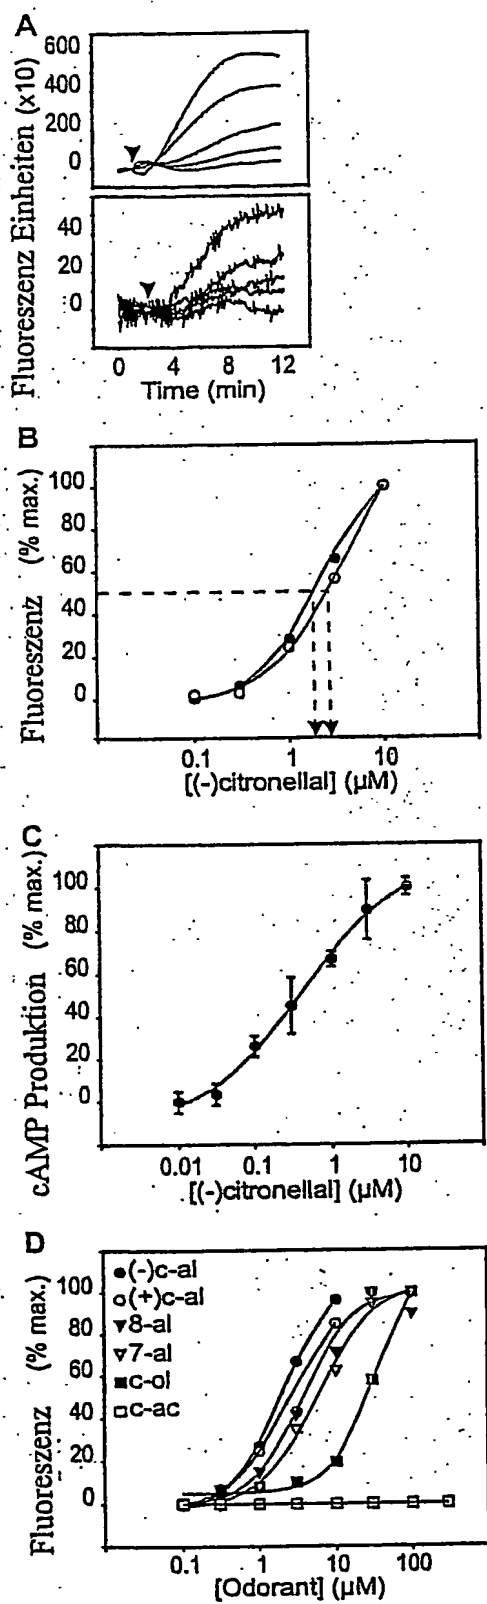 A
Fluoreszenz Einheiten (x10)
600
400
200
0
40
20
0
0 4 8 12
Time (min)
B
Fluoreszenz (% max.)
100
80
60
40
20
0
0.1 1 10
[(-)citronellal] (µM)
C
cAMP Produktion (% max.)
100
80
60
40
20
0
0.01 0.1 1 10
[(-)citronellal] (µM)
D
Fluoreszenz (% max.)
100
80
60
40
20
0
(-)c-al
(+)c-al
8-al
7-al
c-ol
c-ac
0.1 1 10 100
[Odorant] (µM)